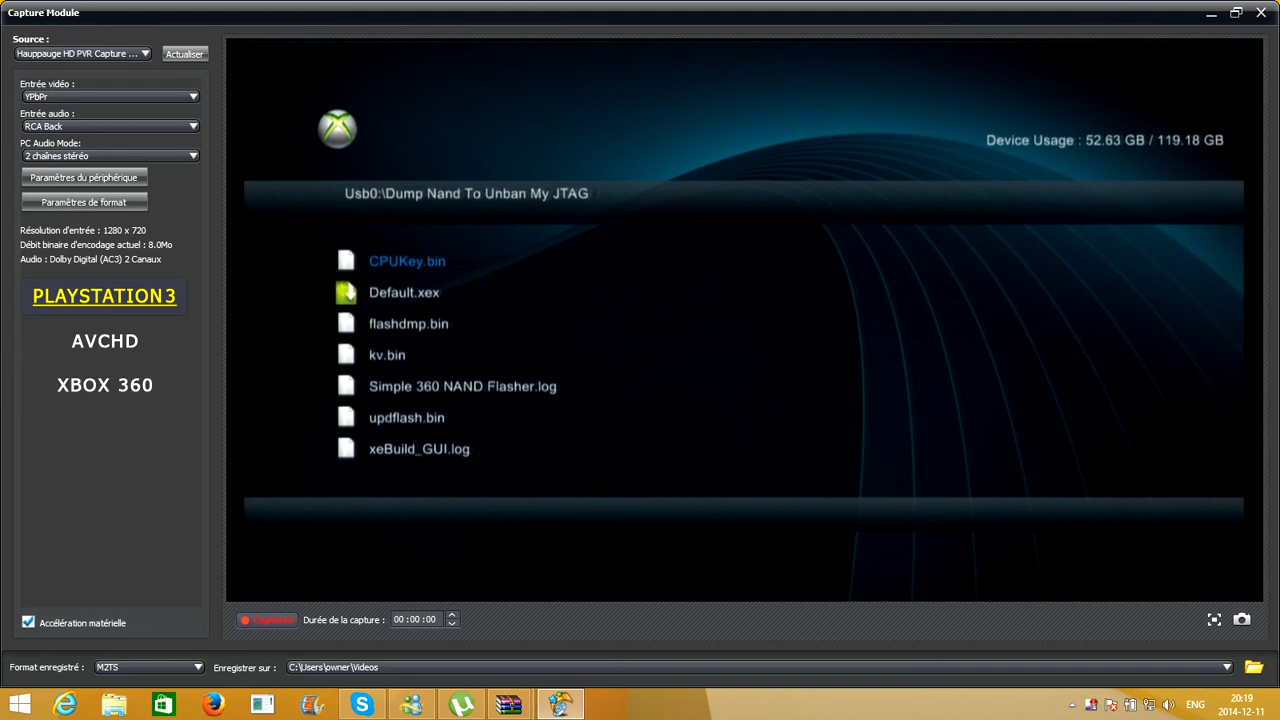 Capture Module
Source :
Hauppauge HD PVR Capture ...
Actualiser
Entrée vidéo :
YPbPr
Entrée audio :
RCA Back
PC Audio Mode:
2 chaînes stéréo
Paramètres du périphérique
Paramètres de format
Résolution d'entrée : 1280 x 720
Débit binaire d'encodage actuel : 8.0Mo
Audio : Dolby Digital (AC3) 2 Canaux
PLAYSTATION3
AVCHD
XBOX 360
Accélération matérielle
Device Usage : 52.63 GB / 119.18 GB
Usb0:\Dump Nand To Unban My JTAG
CPUKey.bin
Default.xex
flashdmp.bin
kv.bin
Simple 360 NAND Flasher.log
updflash.bin
xeBuild_GUI.log
Capturer
Durée de la capture :
00 :00 : 00
Format enregistré :
M2TS
Enregistrer sur :
C:\Users\owner\Videos
ENG
20:19
2014-12-11